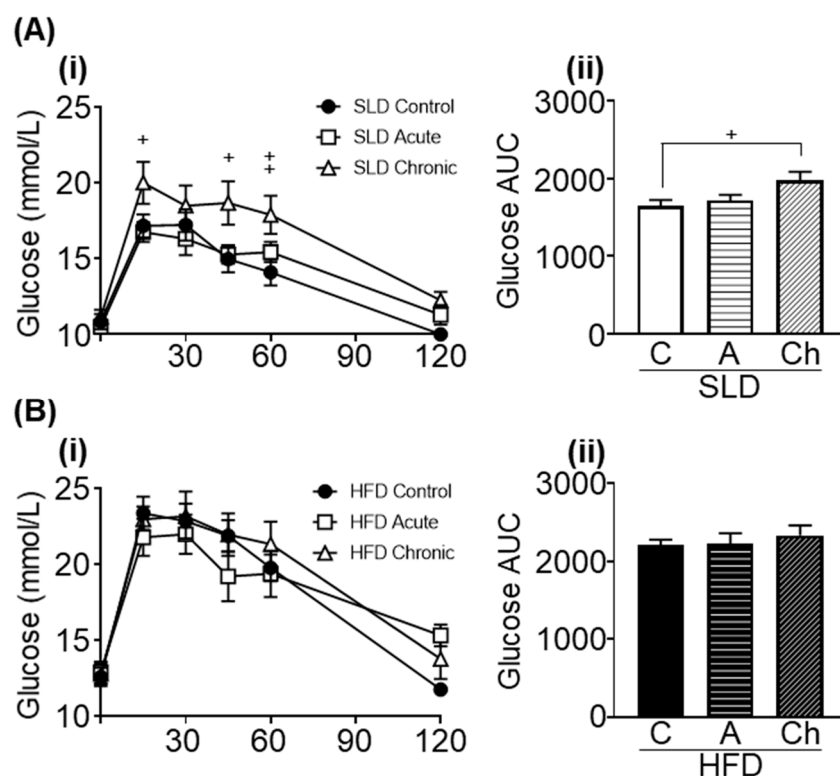 (A)
(i)
Glucose (mmol/L)
25
20
15
10
30
60
90
120
SLD Control
SLD Acute
SLD Chronic
+
+
+
+
(ii)
Glucose AUC
3000
2000
1000
0
+
C
A
Ch
SLD
(B)
(i)
Glucose (mmol/L)
25
20
15
10
30
60
90
120
HFD Control
HFD Acute
HFD Chronic
(ii)
Glucose AUC
3000
2000
1000
0
C
A
Ch
HFD